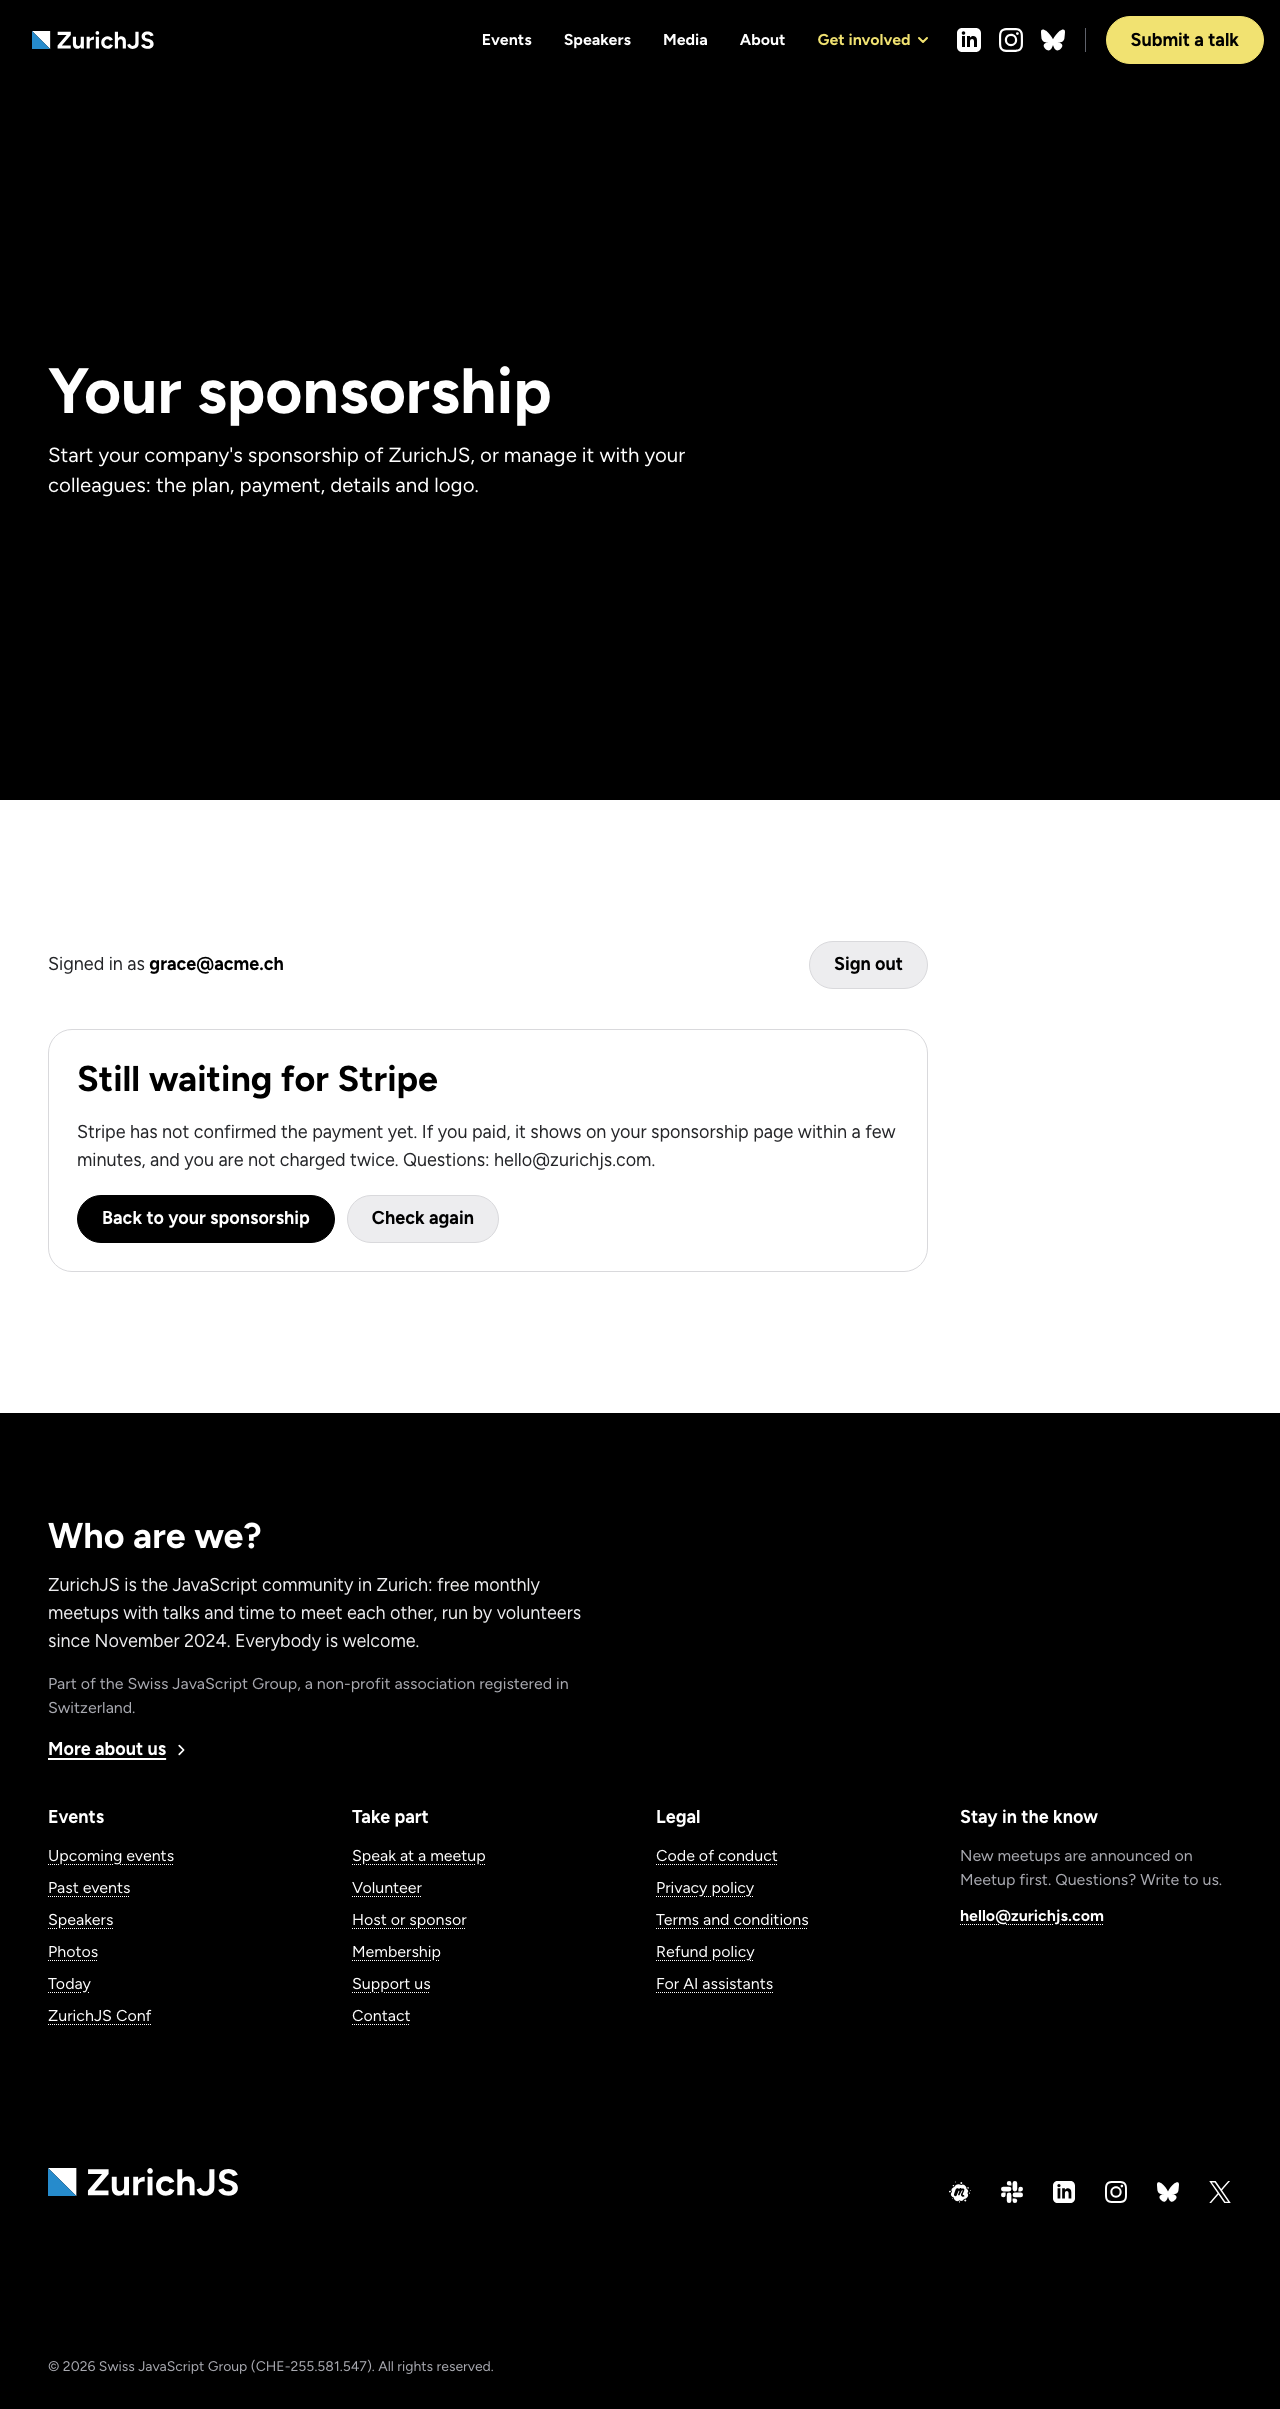 ZurichJS
Events
Speakers
Media
About
Get involved
Submit a talk
Your sponsorship
Start your company's sponsorship of ZurichJS, or manage it with your
colleagues: the plan, payment, details and logo.
Signed in as grace@acme.ch
Sign out
Still waiting for Stripe
Stripe has not confirmed the payment yet. If you paid, it shows on your sponsorship page within a few
minutes, and you are not charged twice. Questions: hello@zurichjs.com.
Back to your sponsorship
Check again
Who are we?
ZurichJS is the JavaScript community in Zurich: free monthly
meetups with talks and time to meet each other, run by volunteers
since November 2024. Everybody is welcome.
Part of the Swiss JavaScript Group, a non-profit association registered in
Switzerland.
More about us
Events
Upcoming events
Past events
Speakers
Photos
Today
ZurichJS Conf
Take part
Speak at a meetup
Volunteer
Host or sponsor
Membership
Support us
Contact
Legal
Code of conduct
Privacy policy
Terms and conditions
Refund policy
For AI assistants
Stay in the know
New meetups are announced on
Meetup first. Questions? Write to us.
hello@zurichjs.com
ZurichJS
© 2026 Swiss JavaScript Group (CHE-255.581.547). All rights reserved.